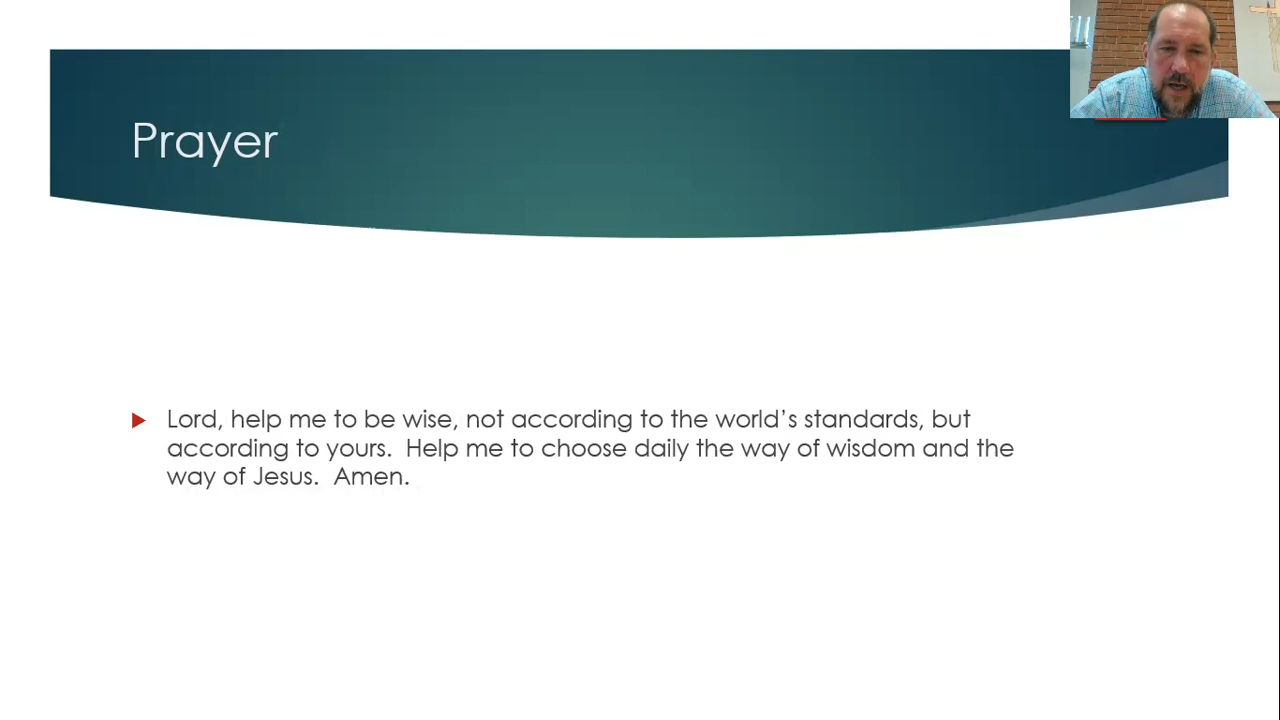 Prayer
Lord, help me to be wise, not according to the world’s standards, but
according to yours.  Help me to choose daily the way of wisdom and the
way of Jesus.  Amen.